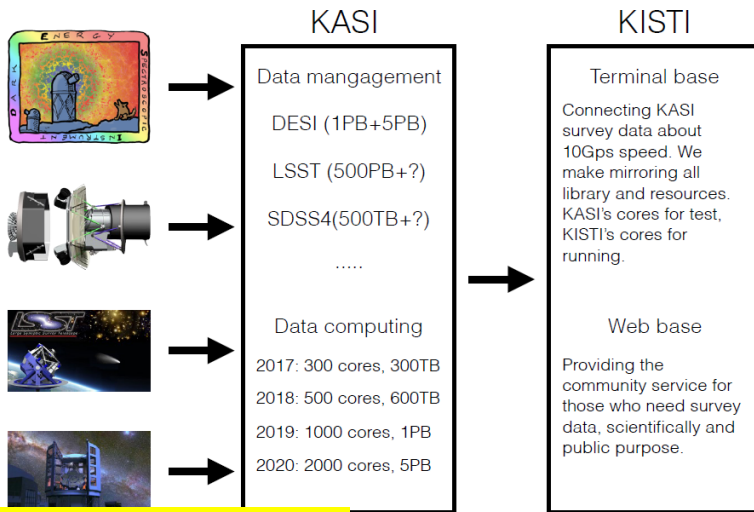 KASI
KISTI
DARK ENERGY SPECTROSCOPIC INSTRUMENT
LSST
Data mangagement
DESI (1PB+5PB)
LSST (500PB+?)
SDSS4(500TB+?)
.....
Data computing
2017: 300 cores, 300TB
2018: 500 cores, 600TB
2019: 1000 cores, 1PB
2020: 2000 cores, 5PB
Terminal base
Connecting KASI
survey data about
10Gps speed. We
make mirroring all
library and resources.
KASI's cores for test,
KISTI's cores for
running.
Web base
Providing the
community service for
those who need survey
data, scientifically and
public purpose.